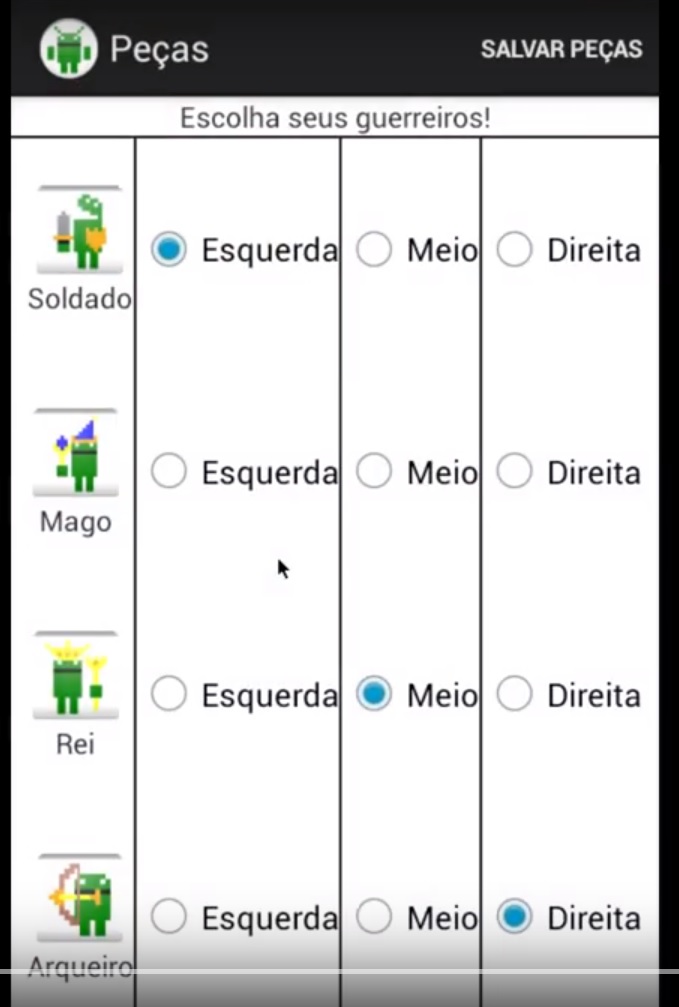 Peças SALVAR PEÇAS
Escolha seus guerreiros!
Esquerda Meio Direita
Soldado
Esquerda Meio Direita
Mago
Esquerda Meio Direita
Rei
Esquerda Meio Direita
Arqueiro